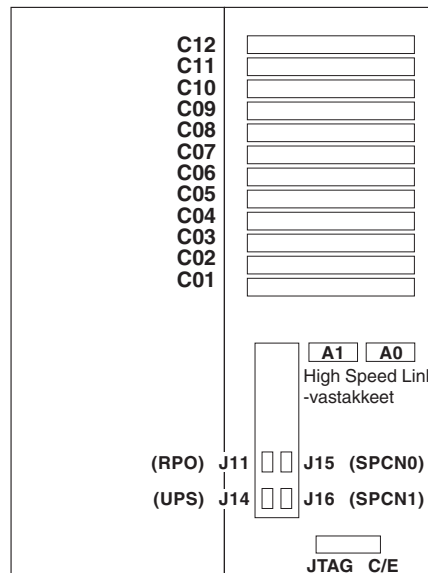 C12
C11
C10
C09
C08
C07
C06
C05
C04
C03
C02
C01
A1 A0
High Speed Link
-vastakkeet
(RPO) J11 J15 (SPCN0)
(UPS) J14 J16 (SPCN1)
JTAG C/E